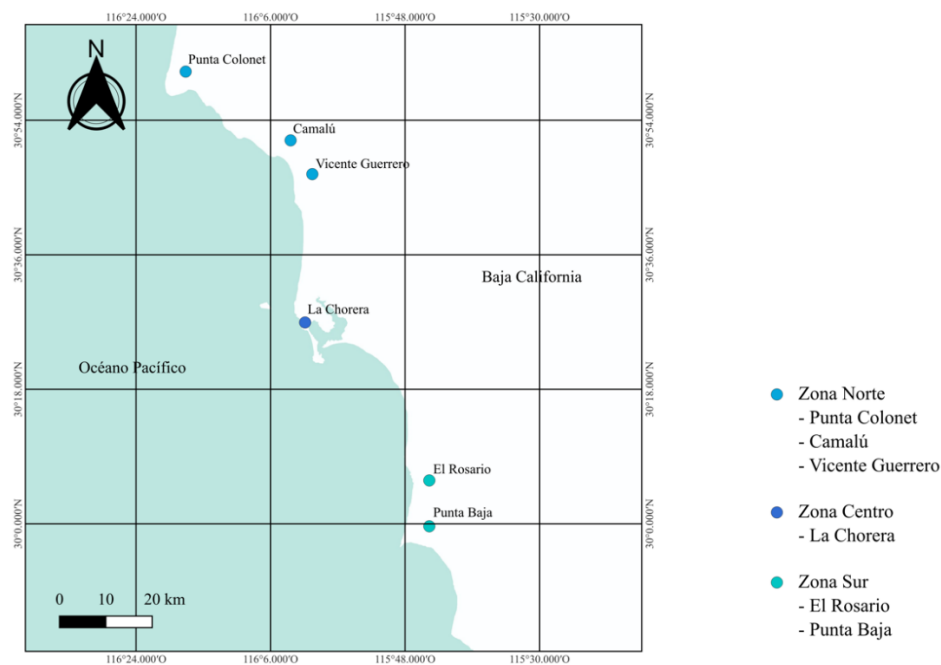 116°24.000'O 116°6.000'O 115°48.000'O 115°30.000'O
N
Punta Colonet
30°54.000'N 30°54.000'N
Camalú
Vicente Guerrero
30°36.000'N 30°36.000'N
Baja California
La Chorera
Océano Pacífico
30°18.000'N 30°18.000'N
El Rosario
Punta Baja
30°0.000'N 30°0.000'N
0 10 20 km
116°24.000'O 116°6.000'O 115°48.000'O 115°30.000'O
Zona Norte
- Punta Colonet
- Camalú
- Vicente Guerrero
Zona Centro
- La Chorera
Zona Sur
- El Rosario
- Punta Baja